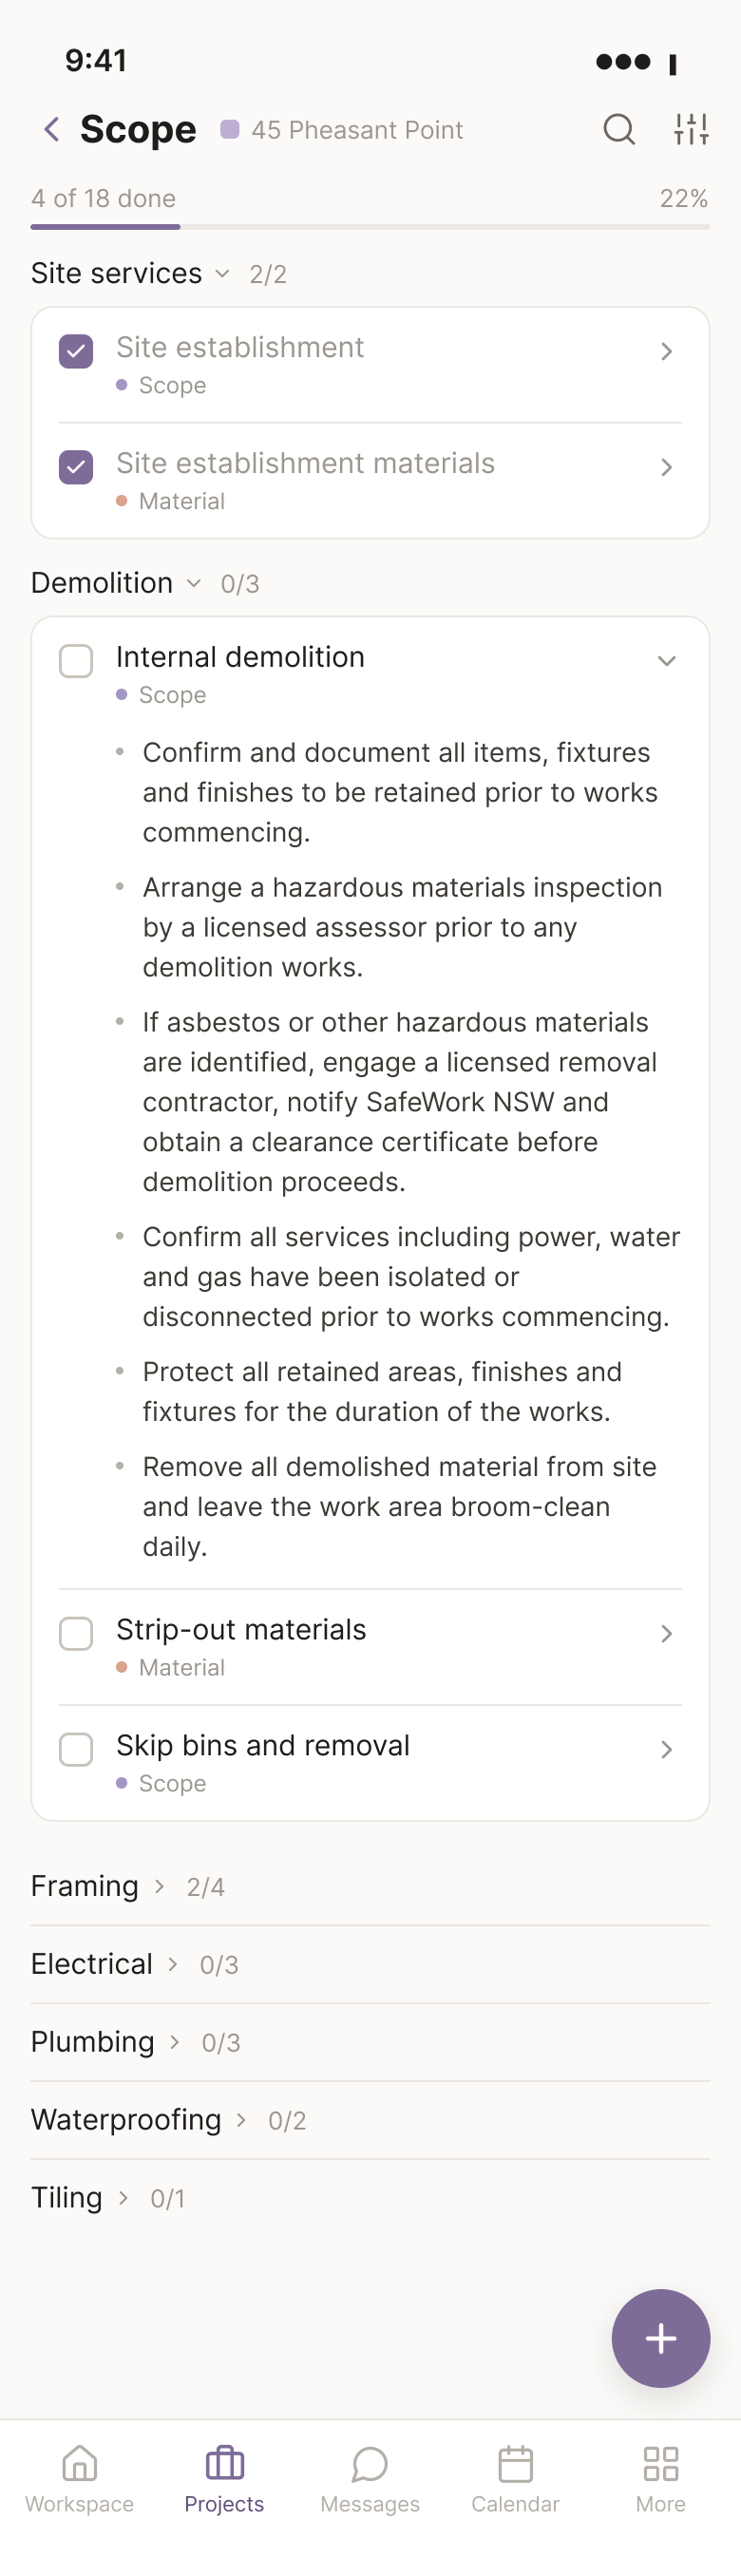 9:41
Scope 45 Pheasant Point
4 of 18 done 22%
Site services 2/2
Site establishment
Scope
Site establishment materials
Material
Demolition 0/3
Internal demolition
Scope
• Confirm and document all items, fixtures
and finishes to be retained prior to works
commencing.
• Arrange a hazardous materials inspection
by a licensed assessor prior to any
demolition works.
• If asbestos or other hazardous materials
are identified, engage a licensed removal
contractor, notify SafeWork NSW and
obtain a clearance certificate before
demolition proceeds.
• Confirm all services including power, water
and gas have been isolated or
disconnected prior to works commencing.
• Protect all retained areas, finishes and
fixtures for the duration of the works.
• Remove all demolished material from site
and leave the work area broom-clean
daily.
Strip-out materials
Material
Skip bins and removal
Scope
Framing 2/4
Electrical 0/3
Plumbing 0/3
Waterproofing 0/2
Tiling 0/1
Workspace Projects Messages Calendar More